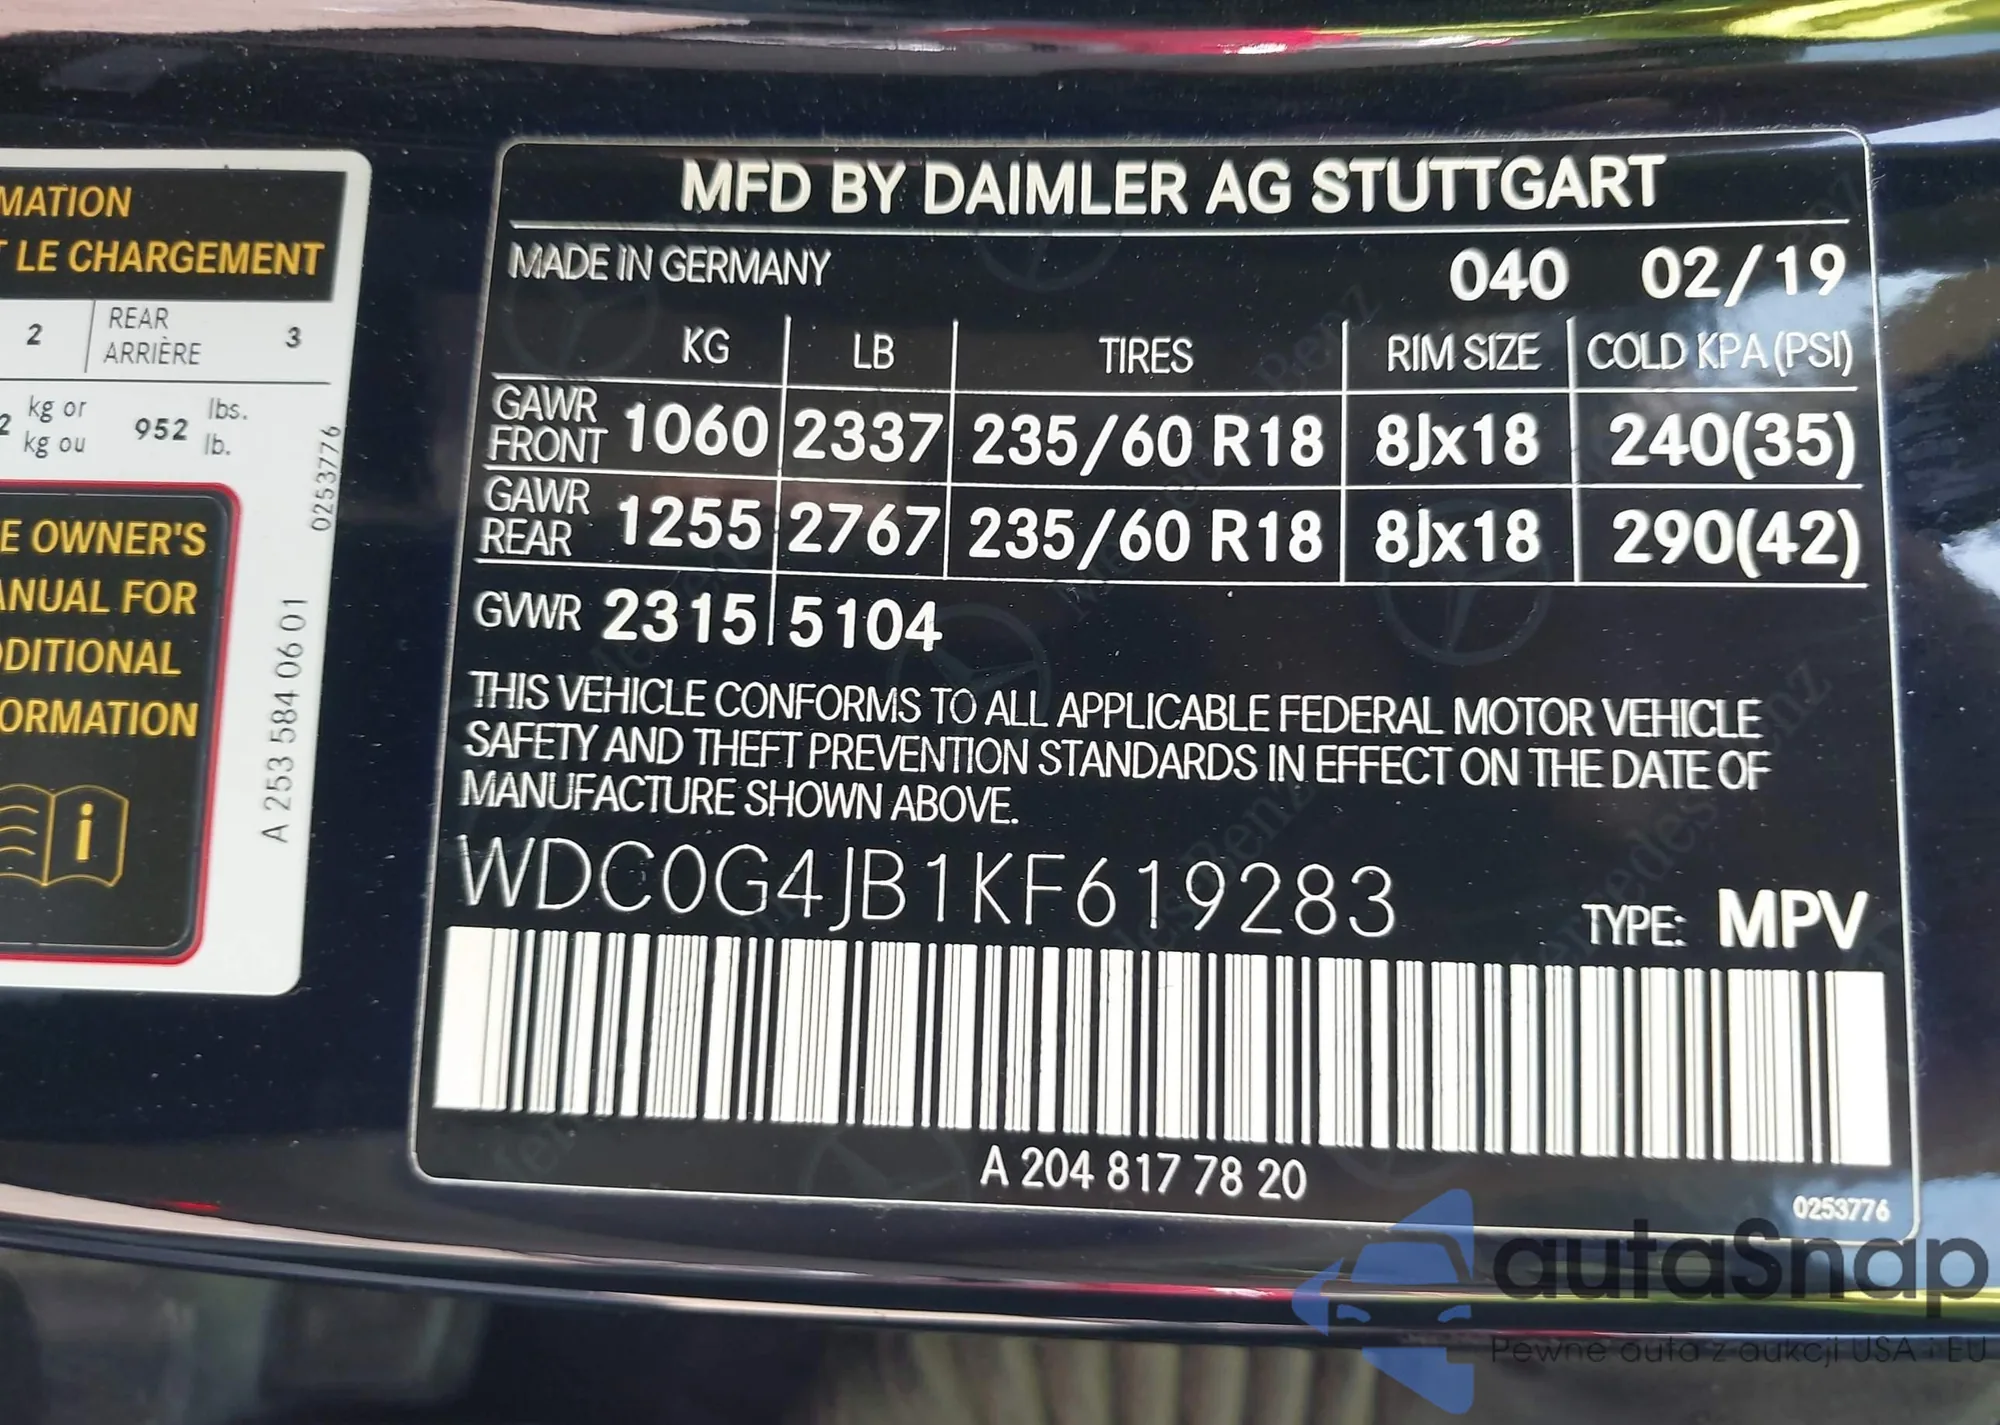 MATION
LE CHARGEMENT
2 REAR 3
ARRIÈRE
kg or 952 lbs.
kg ou lb.
0253776
E OWNER'S
ANUAL FOR
DDITIONAL
ORMATION
i
A 253 584 06 01
MFD BY DAIMLER AG STUTTGART
MADE IN GERMANY 040 02/19
KG LB TIRES RIM SIZE COLD KPA (PSI)
GAWR FRONT 1060 2337 235/60 R18 8Jx18 240(35)
GAWR REAR 1255 2767 235/60 R18 8Jx18 290(42)
GVWR 2315 5104
THIS VEHICLE CONFORMS TO ALL APPLICABLE FEDERAL MOTOR VEHICLE
SAFETY AND THEFT PREVENTION STANDARDS IN EFFECT ON THE DATE OF
MANUFACTURE SHOWN ABOVE.
WDC0G4JB1KF619283 TYPE: MPV
A 204 817 78 20
0253776
autaSnap
Pewne auta z aukcji USA i EU